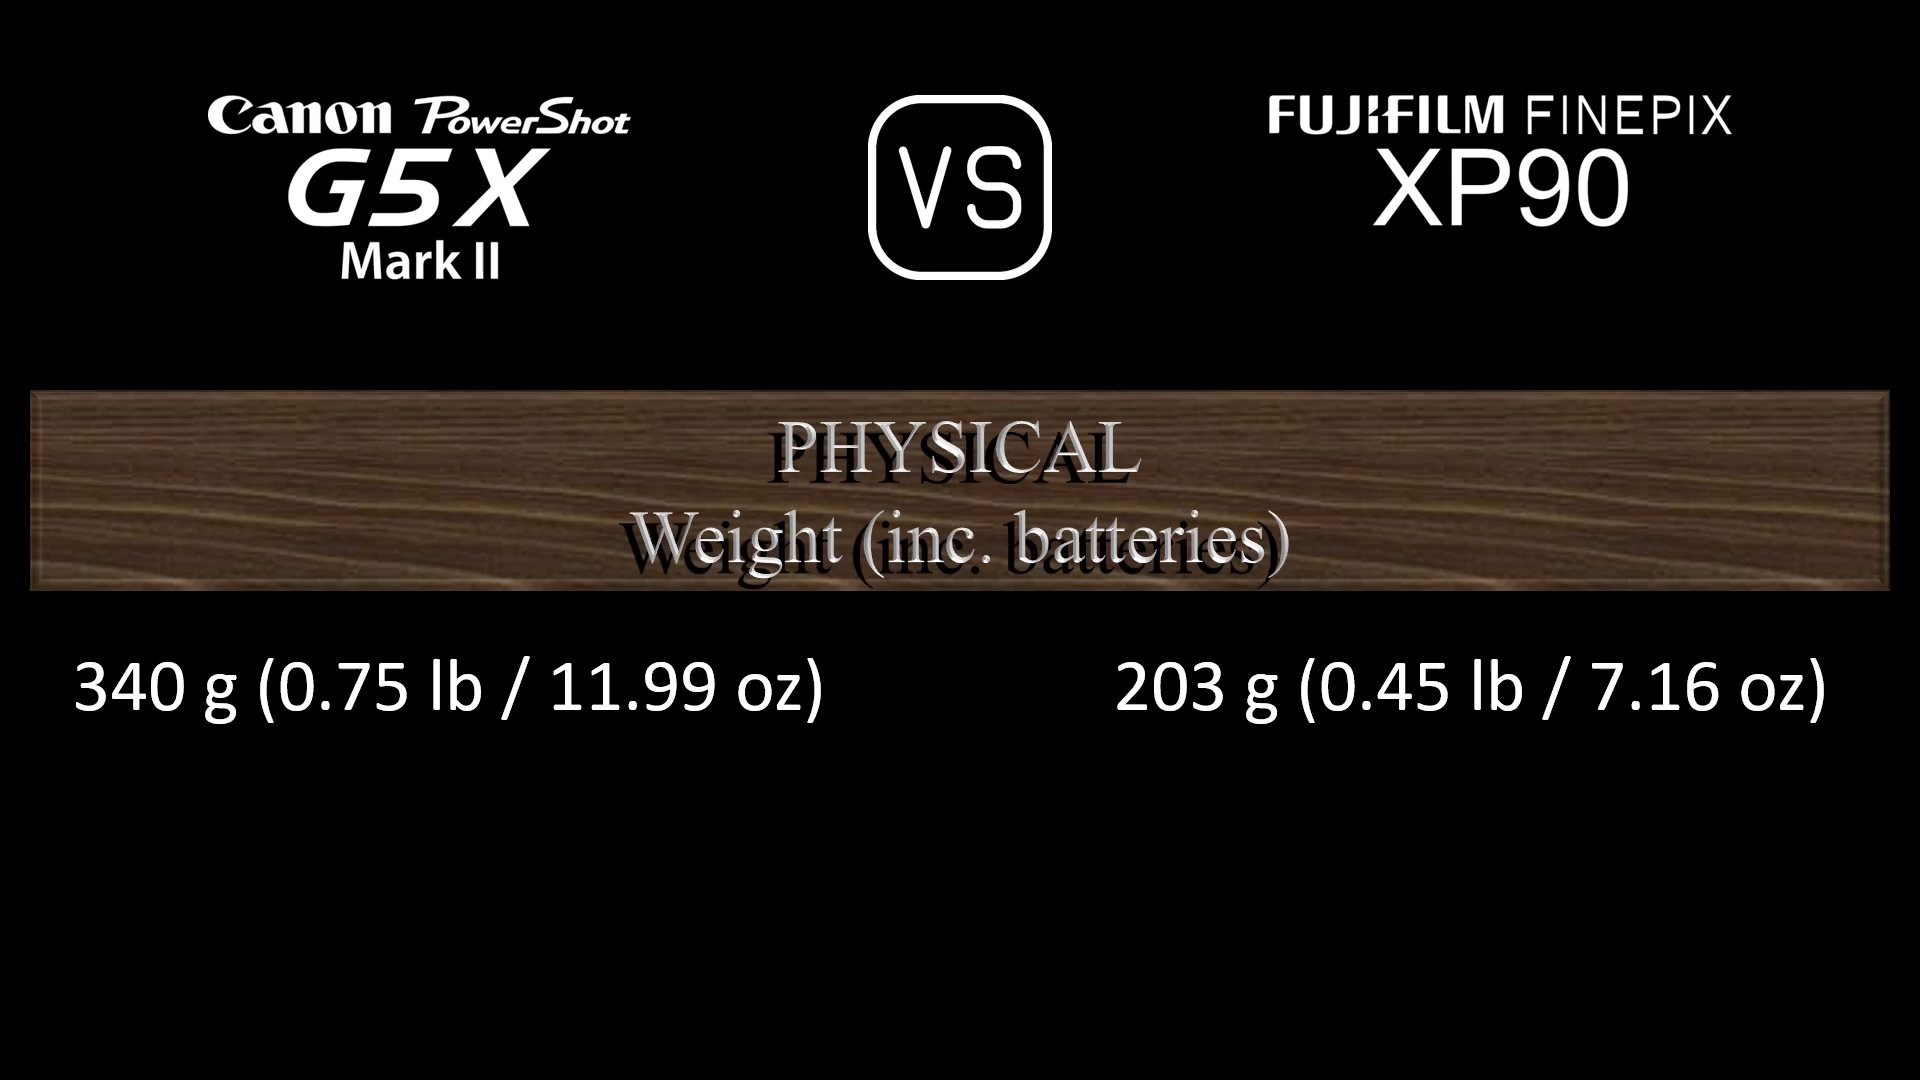 Canon PowerShot
G5X
Mark II
VS
FUJIFILM FINEPIX
XP90
PHYSICAL
Weight (inc. batteries)
340 g (0.75 lb / 11.99 oz)
203 g (0.45 lb / 7.16 oz)